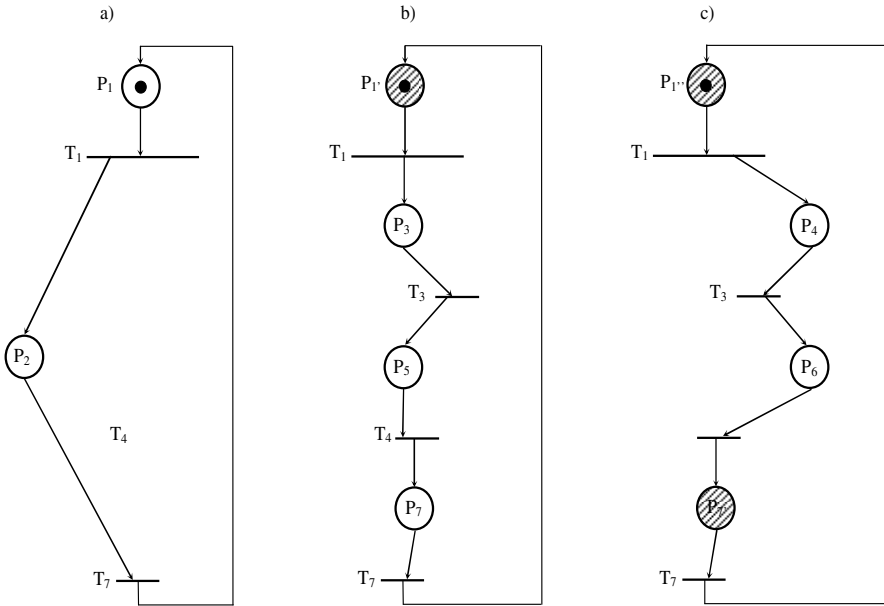 a) b) c)
P1 P1' P1''
T1 T1 T1
P3 P4
T3 T3
P2 P5 P6
T4 T4
P7 P7'
T7 T7 T7